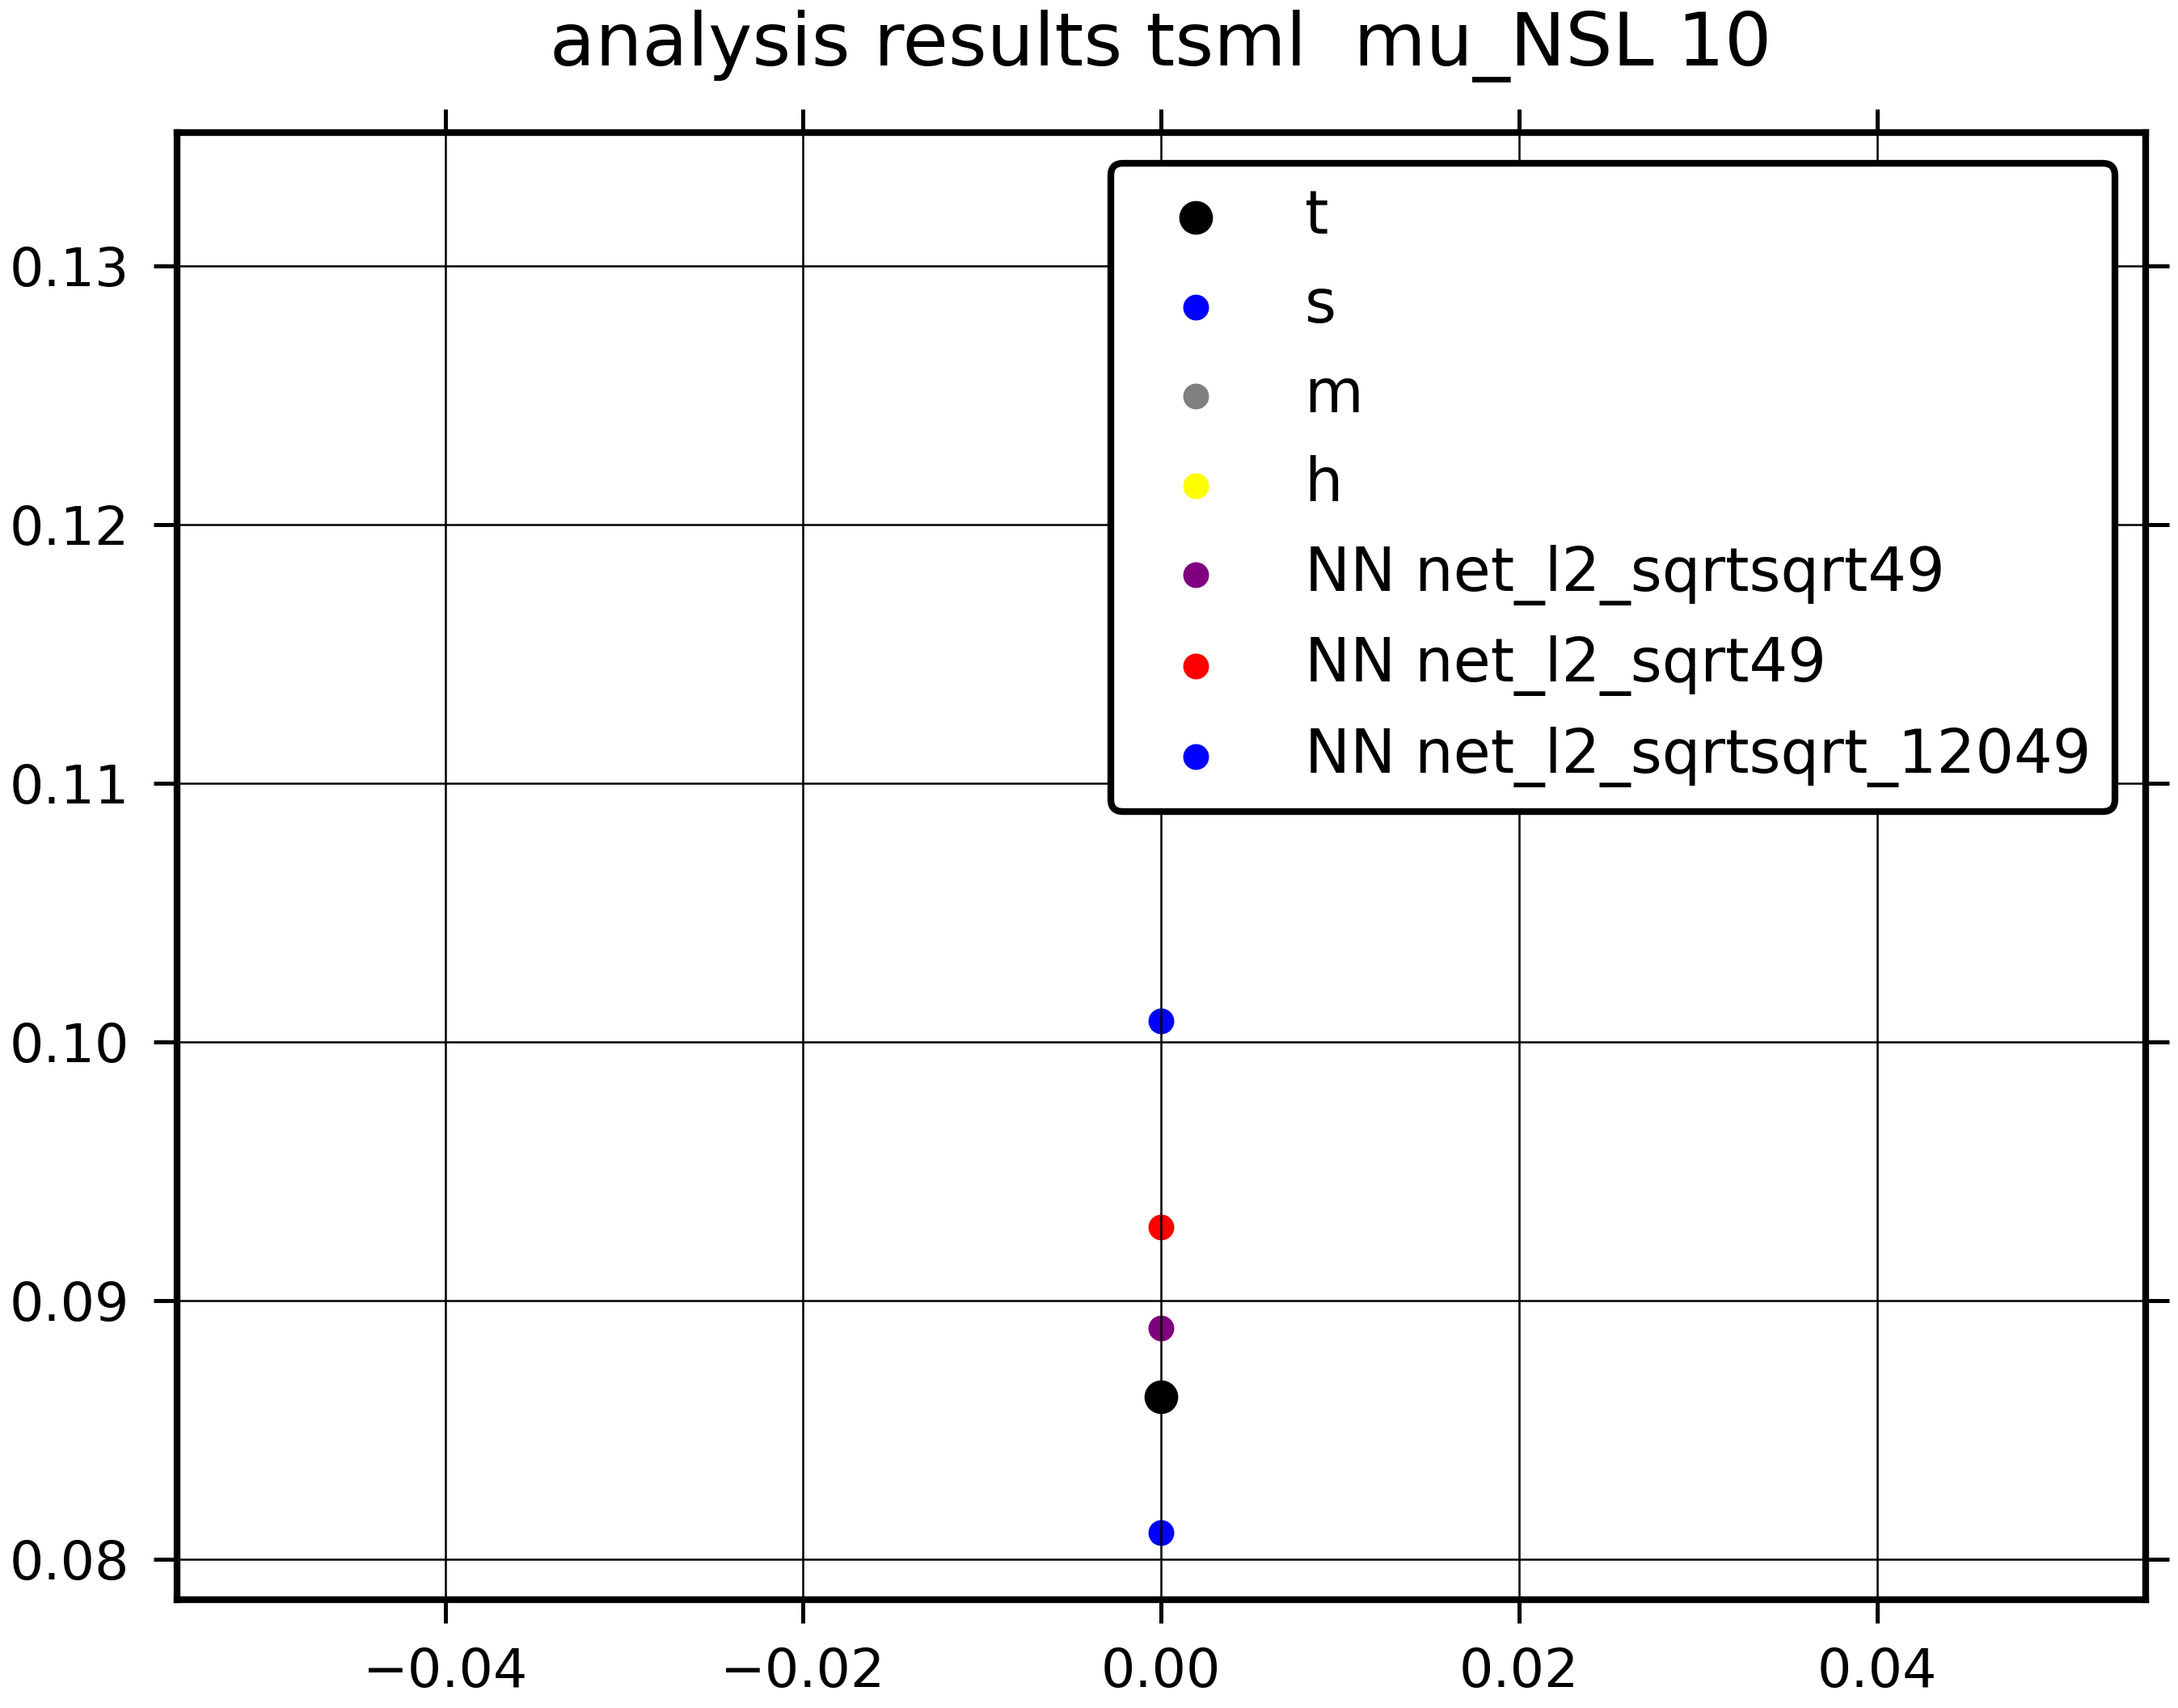 analysis results tsml  mu_NSL 10
t
s
m
h
NN net_l2_sqrtsqrt49
NN net_l2_sqrt49
NN net_l2_sqrtsqrt_12049
0.13
0.12
0.11
0.10
0.09
0.08
−0.04 −0.02 0.00 0.02 0.04